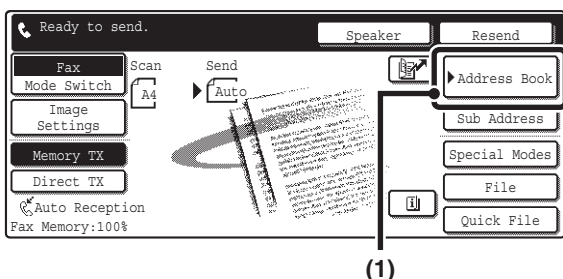 Ready to send.
Speaker
Resend
Fax
Mode Switch
Scan
A4
Send
Auto
Address Book
Image
Settings
Sub Address
Memory TX
Special Modes
Direct TX
File
Auto Reception
Fax Memory:100%
Quick File
(1)